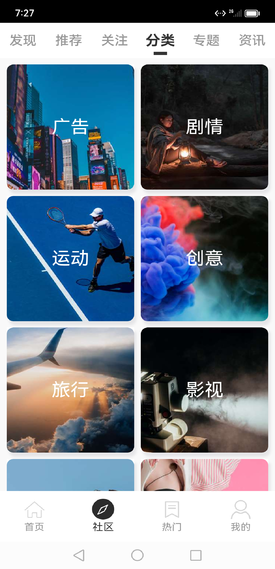 7:27
发现 推荐 关注 分类 专题 资讯
广告 剧情
运动 创意
旅行 影视
首页 社区 热门 我的